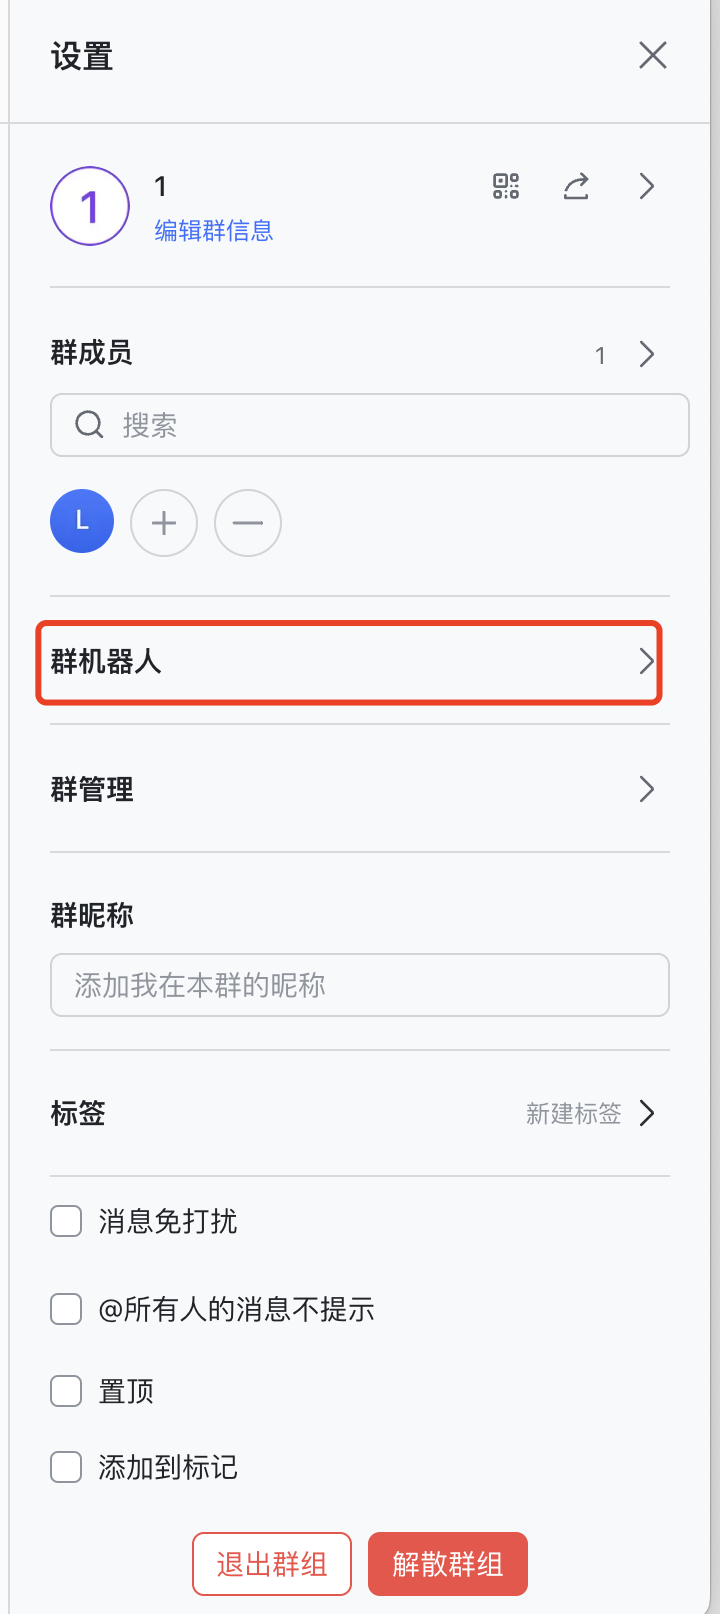 设置
1
1
编辑群信息
群成员
1
搜索
L
群机器人
群管理
群昵称
添加我在本群的昵称
标签
新建标签
消息免打扰
@所有人的消息不提示
置顶
添加到标记
退出群组
解散群组